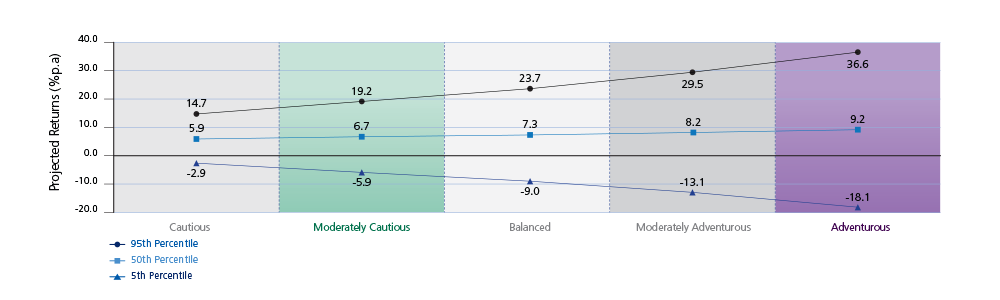 Projected Returns (%p.a)
40.0
30.0
20.0
10.0
0.0
-10.0
-20.0
14.7
19.2
23.7
29.5
36.6
5.9
6.7
7.3
8.2
9.2
-2.9
-5.9
-9.0
-13.1
-18.1
Cautious
Moderately Cautious
Balanced
Moderately Adventurous
Adventurous
95th Percentile
50th Percentile
5th Percentile